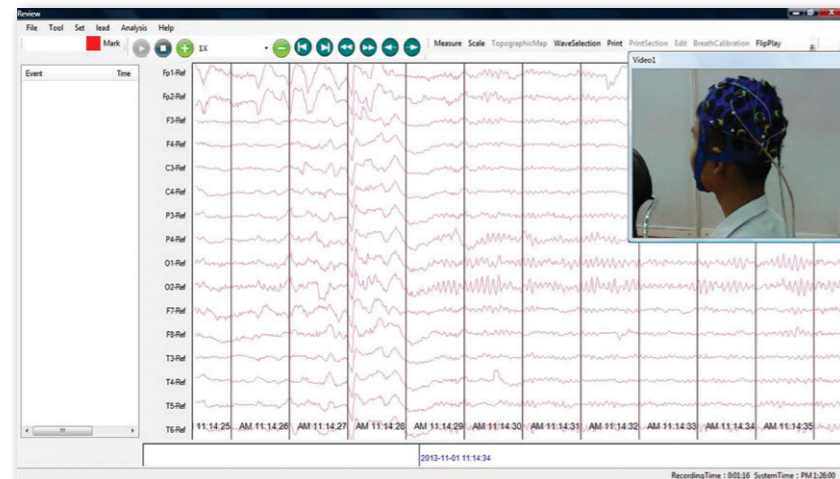 Review
File Tool Set lead Analysis Help
Mark 1X Measure Scale TopographicMap WaveSelection Print PrintSection Edit BreathCalibration FlipPlay
Event Time
Video1
Fp1-Ref
Fp2-Ref
F3-Ref
F4-Ref
C3-Ref
C4-Ref
P3-Ref
P4-Ref
O1-Ref
O2-Ref
F7-Ref
F8-Ref
T3-Ref
T4-Ref
T5-Ref
T6-Ref
11:14:25 AM 11:14:26 AM 11:14:27 AM 11:14:28 AM 11:14:29 AM 11:14:30 AM 11:14:31 AM 11:14:32 AM 11:14:33 AM 11:14:34 AM 11:14:35
2013-11-01 11:14:34
RecordingTime : 0:01:16 SystemTime : PM 1:26:00